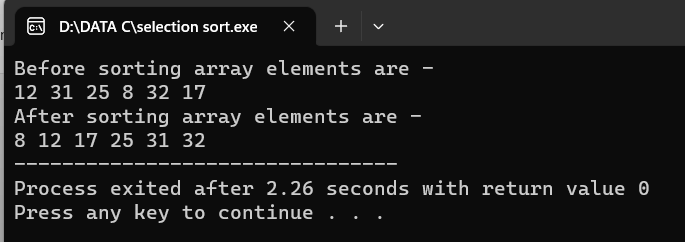 D:\DATA C\selection sort.exe
Before sorting array elements are -
12 31 25 8 32 17
After sorting array elements are -
8 12 17 25 31 32
--------------------------------
Process exited after 2.26 seconds with return value 0
Press any key to continue . . .